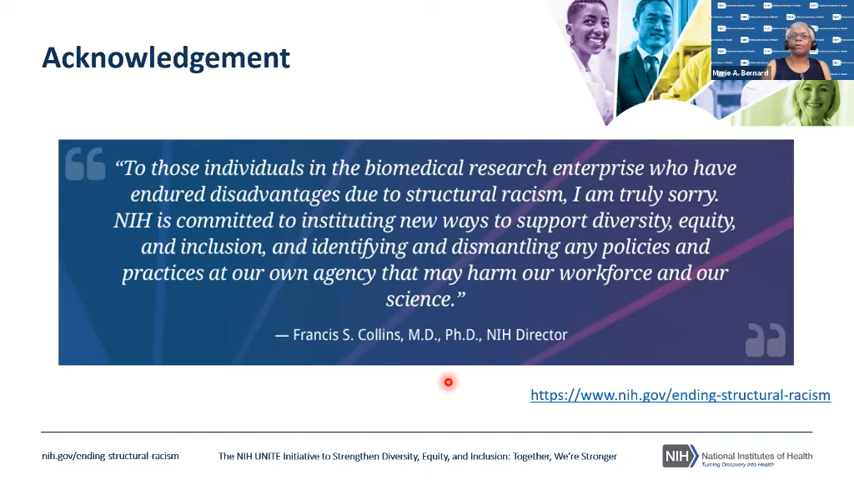 Acknowledgement
Marie A. Bernard
“To those individuals in the biomedical research enterprise who have
endured disadvantages due to structural racism, I am truly sorry.
NIH is committed to instituting new ways to support diversity, equity,
and inclusion, and identifying and dismantling any policies and
practices at our own agency that may harm our workforce and our
science.”
— Francis S. Collins, M.D., Ph.D., NIH Director
https://www.nih.gov/ending-structural-racism
nih.gov/ending-structural-racism
The NIH UNITE Initiative to Strengthen Diversity, Equity, and Inclusion: Together, We’re Stronger
NIH
National Institutes of Health
Turning Discovery Into Health